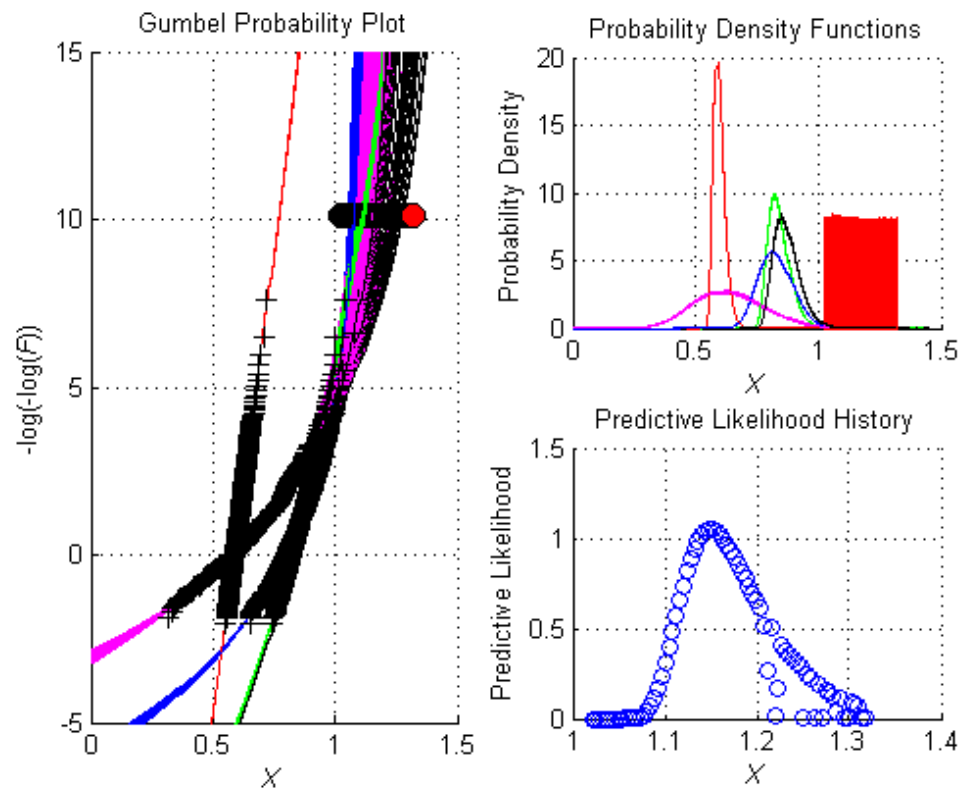 Gumbel Probability Plot
15
10
5
0
-5
-log(-log(F))
0 0.5 1 1.5
X
Probability Density Functions
20
15
10
5
0
Probability Density
0 0.5 1 1.5
X
Predictive Likelihood History
1.5
1
0.5
0
Predictive Likelihood
1 1.1 1.2 1.3 1.4
X